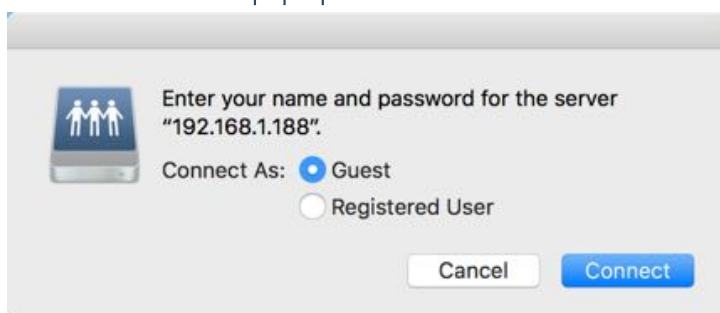 Enter your name and password for the server
“192.168.1.188”.
Connect As: Guest
Registered User
Cancel Connect